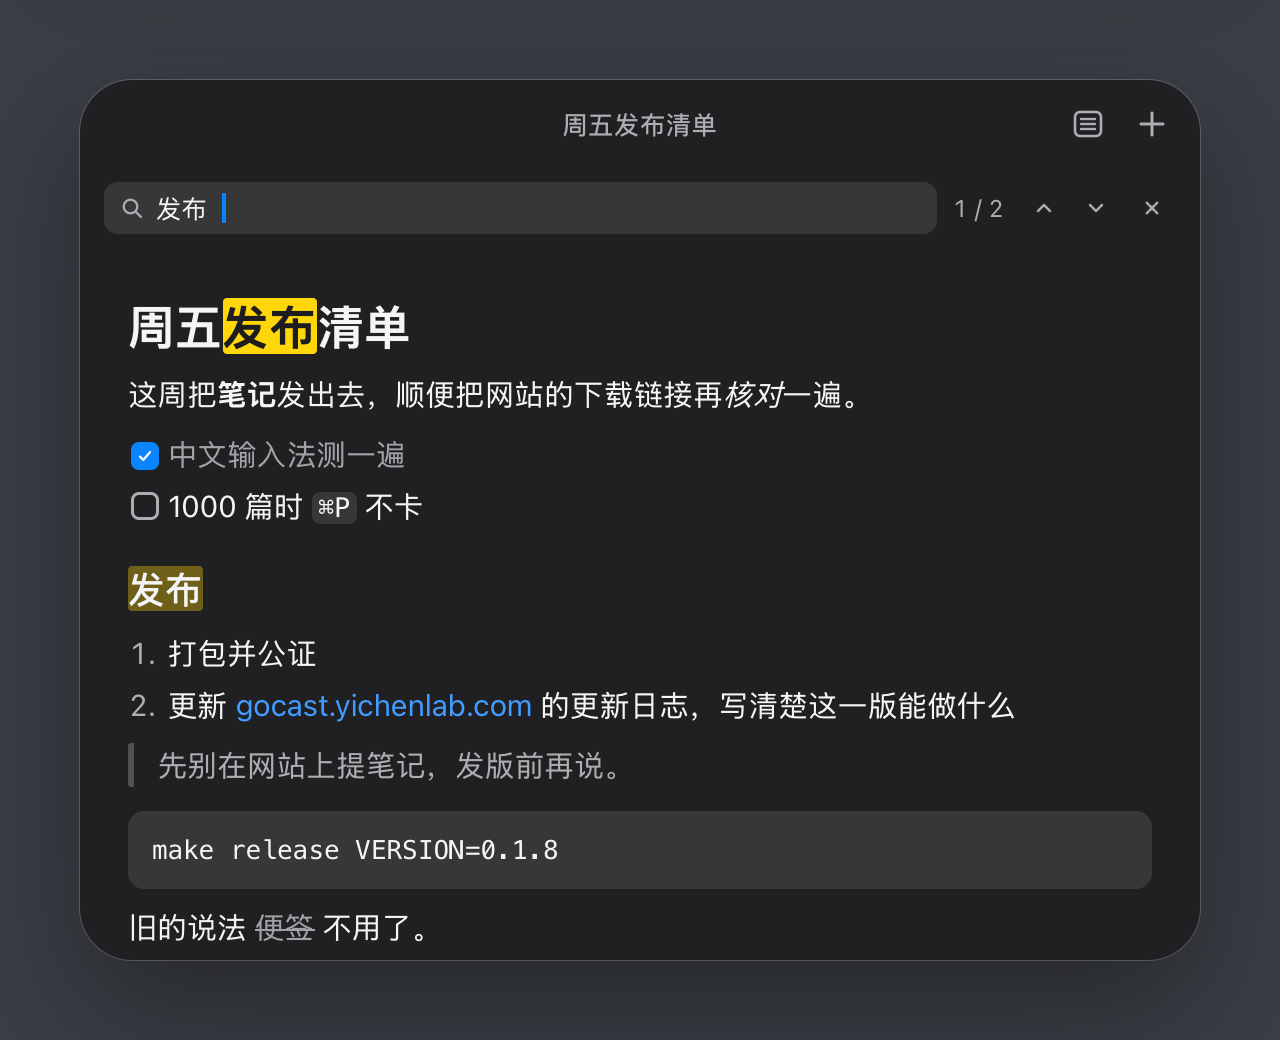 周五发布清单
发布
1 / 2
周五发布清单
这周把笔记发出去，顺便把网站的下载链接再核对一遍。
中文输入法测一遍
1000 篇时 ⌘P 不卡
发布
1. 打包并公证
2. 更新 gocast.yichenlab.com 的更新日志，写清楚这一版能做什么
先别在网站上提笔记，发版前再说。
make release VERSION=0.1.8
旧的说法 便签 不用了。